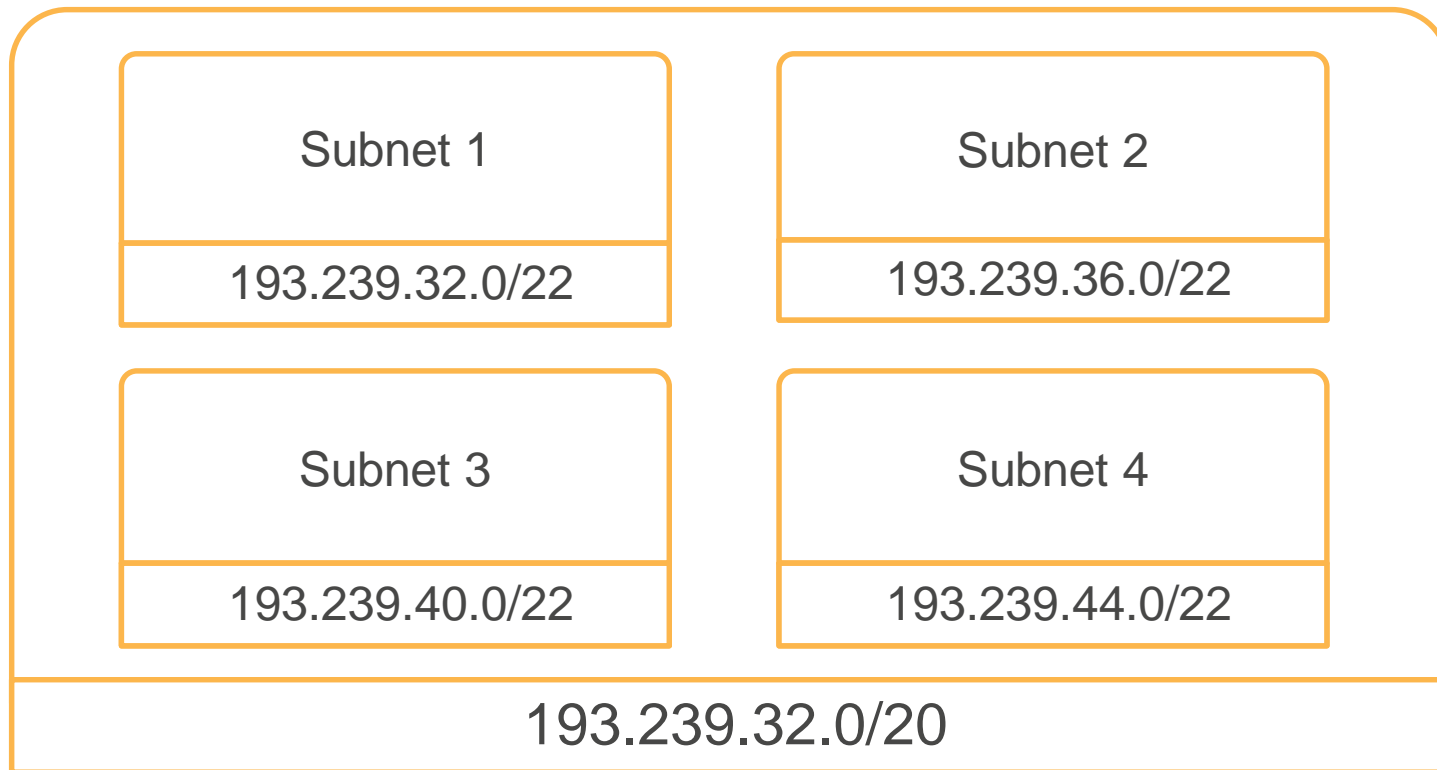 Subnet 1
Subnet 2
193.239.32.0/22
193.239.36.0/22
Subnet 3
Subnet 4
193.239.40.0/22
193.239.44.0/22
193.239.32.0/20